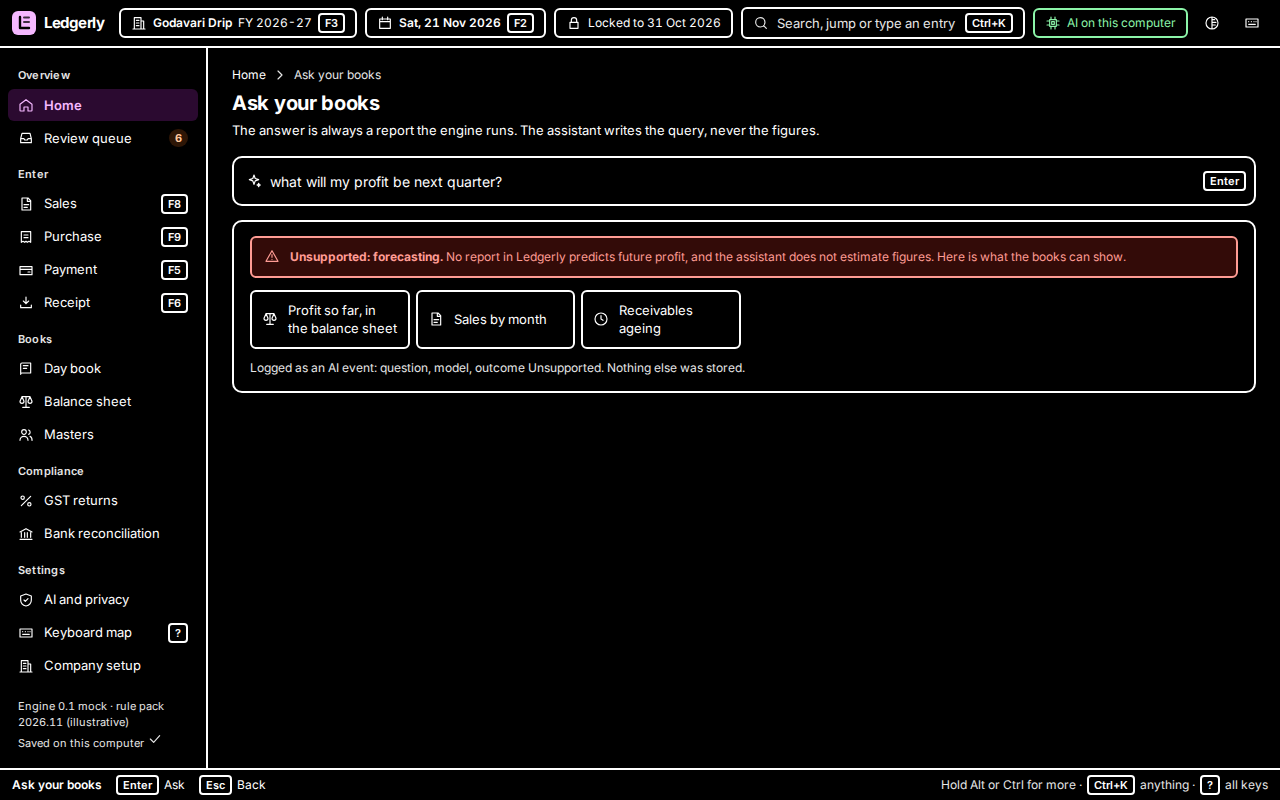 Ledgerly
Godavari Drip FY 2026-27 F3
Sat, 21 Nov 2026 F2
Locked to 31 Oct 2026
Search, jump or type an entry Ctrl+K
AI on this computer
Overview
Home
Review queue 6
Enter
Sales F8
Purchase F9
Payment F5
Receipt F6
Books
Day book
Balance sheet
Masters
Compliance
GST returns
Bank reconciliation
Settings
AI and privacy
Keyboard map ?
Company setup
Engine 0.1 mock · rule pack
2026.11 (illustrative)
Saved on this computer
Home > Ask your books
Ask your books
The answer is always a report the engine runs. The assistant writes the query, never the figures.
what will my profit be next quarter? Enter
Unsupported: forecasting. No report in Ledgerly predicts future profit, and the assistant does not estimate figures. Here is what the books can show.
Profit so far, in
the balance sheet
Sales by month
Receivables
ageing
Logged as an AI event: question, model, outcome Unsupported. Nothing else was stored.
Ask your books Enter Ask Esc Back
Hold Alt or Ctrl for more · Ctrl+K anything · ? all keys